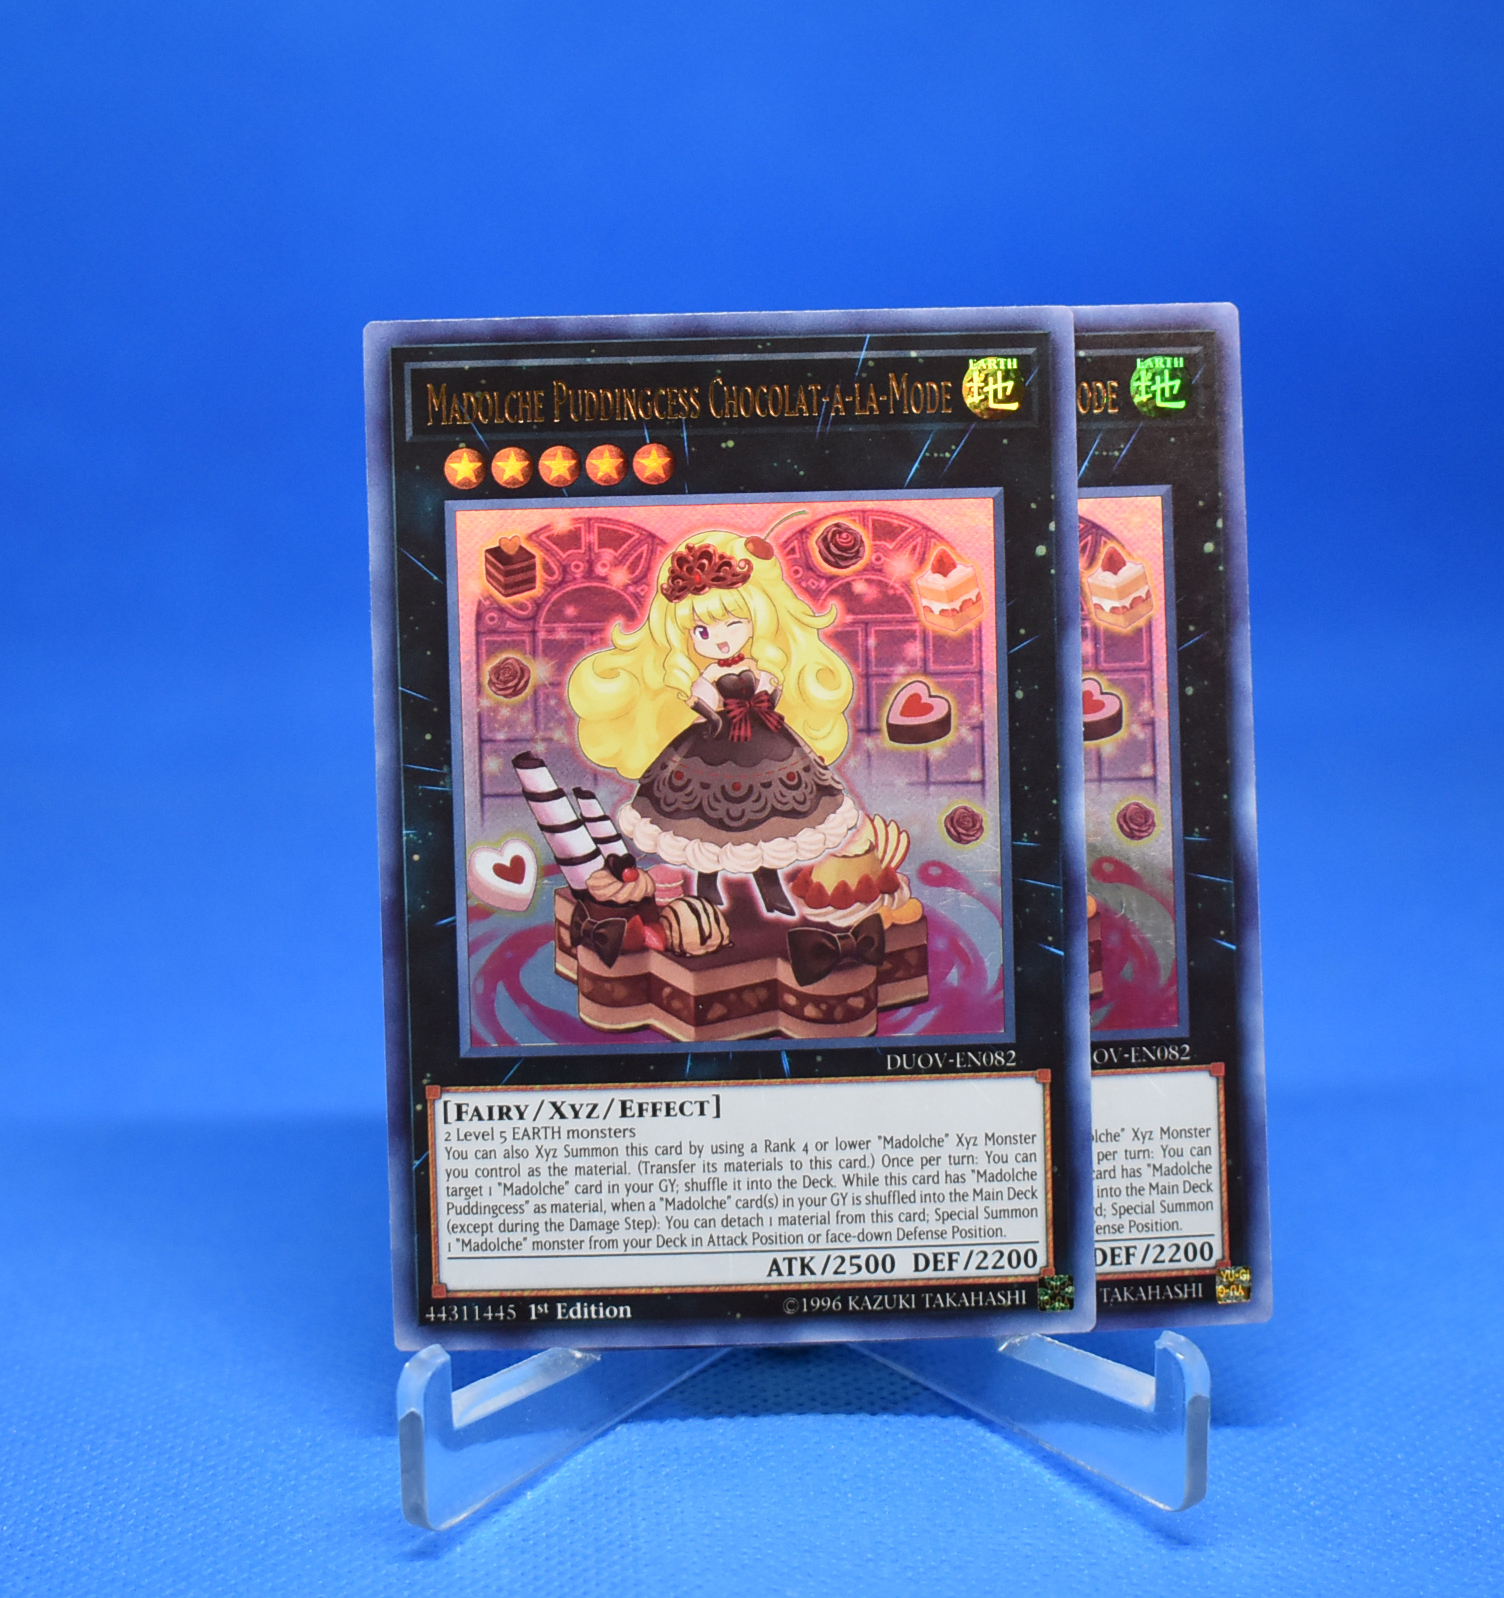 MADOLCHE PUDDINGCESS CHOCOLAT-A-LA-MODE
EARTH
地
DUOV-EN082
[FAIRY/XYZ/EFFECT]
2 Level 5 EARTH monsters
You can also Xyz Summon this card by using a Rank 4 or lower "Madolche" Xyz Monster
you control as the material. (Transfer its materials to this card.) Once per turn: You can
target 1 "Madolche" card in your GY; shuffle it into the Deck. While this card has "Madolche
Puddingcess" as material, when a "Madolche" card(s) in your GY is shuffled into the Main Deck
(except during the Damage Step): You can detach 1 material from this card; Special Summon
1 "Madolche" monster from your Deck in Attack Position or face-down Defense Position.
ATK/2500 DEF/2200
44311445 1st Edition
©1996 KAZUKI TAKAHASHI
ODE
EARTH
地
OV-EN082
lche" Xyz Monster
per turn: You can
card has "Madolche
into the Main Deck
d; Special Summon
ense Position.
DEF/2200
TAKAHASHI
YU-GI